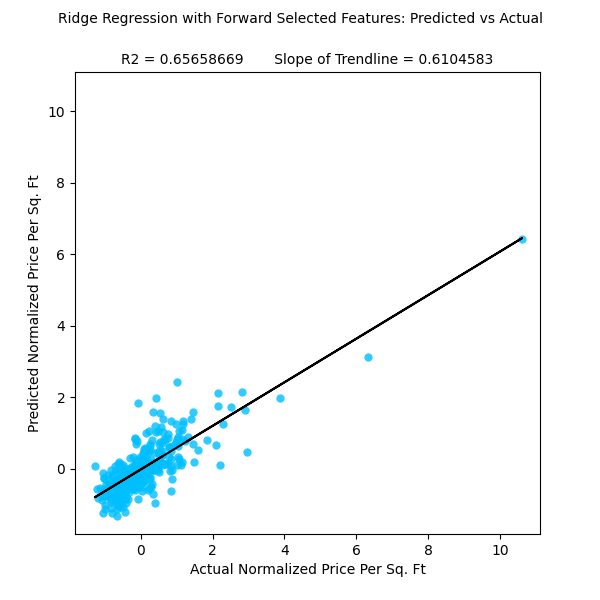 Ridge Regression with Forward Selected Features: Predicted vs Actual
R2 = 0.65658669 Slope of Trendline = 0.6104583
10
8
6
4
2
0
Predicted Normalized Price Per Sq. Ft
0 2 4 6 8 10
Actual Normalized Price Per Sq. Ft